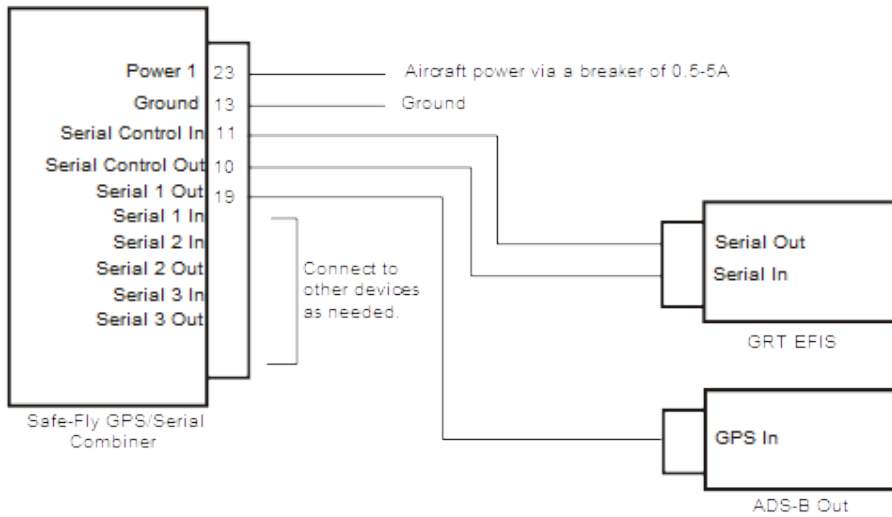 Power 1 23 Aircraft power via a breaker of 0.5-5A
Ground 13 Ground
Serial Control In 11
Serial Control Out 10
Serial 1 Out 19
Serial 1 In
Serial 2 In
Serial 2 Out
Serial 3 In
Serial 3 Out
Connect to
other devices
as needed.
Safe-Fly GPS/Serial
Combiner
Serial Out
Serial In
GRT EFIS
GPS In
ADS-B Out